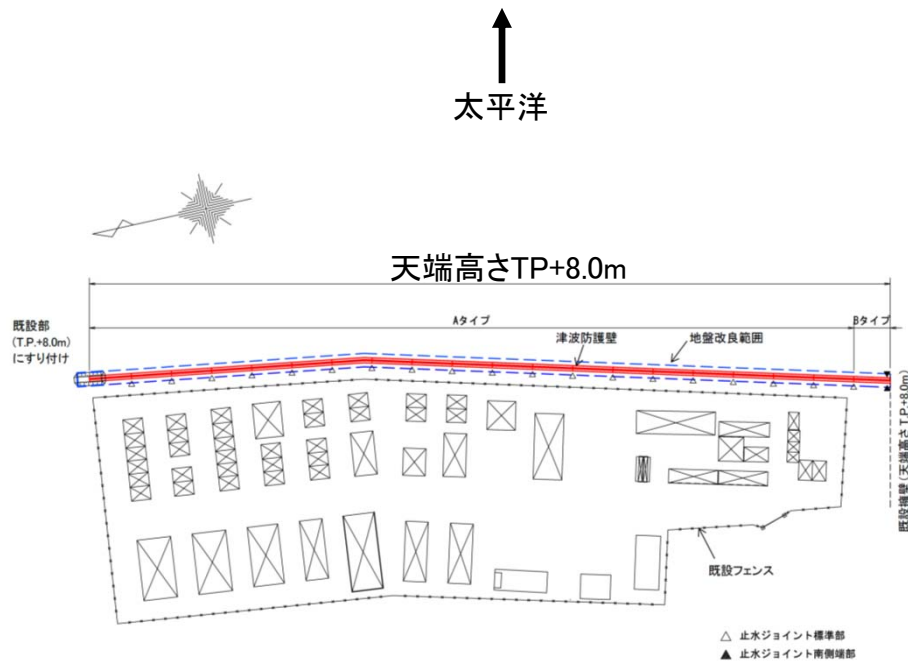 太平洋
天端高さTP+8.0m
Aタイプ
Bタイプ
既設部
(T.P.+8.0m)
にすり付け
津波防護壁
地盤改良範囲
既設擁壁(天端高さT.P.+8.0m)
既設フェンス
△ 止水ジョイント標準部
▲ 止水ジョイント南側端部